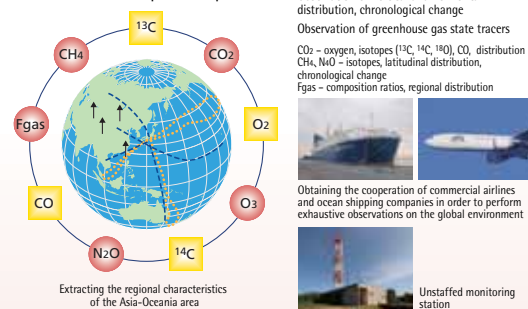 distribution, chronological change
Observation of greenhouse gas state tracers
CO2 – oxygen, isotopes (¹³C, ¹⁴C, ¹⁸O), CO, distribution
CH4, N4O – isotopes, latitudinal distribution,
chronological change
Fgas – composition ratios, regional distribution
¹³C
CH4
CO2
Fgas
O2
CO
O3
N2O
¹⁴C
Extracting the regional characteristics
of the Asia-Oceania area
Obtaining the cooperation of commercial airlines
and ocean shipping companies in order to perform
exhaustive observations on the global environment
Unstaffed monitoring
station